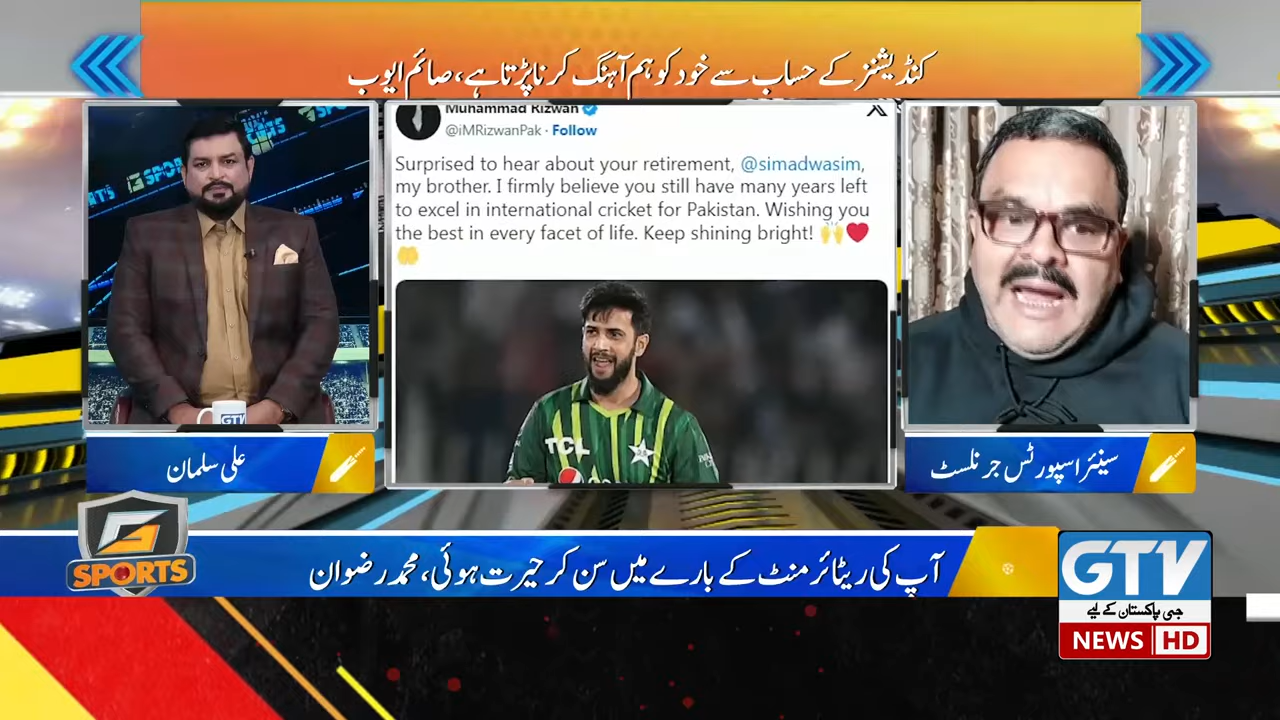 کنڈیشنز کے حساب سے خود کو ہم آہنگ کرنا پڑتا ہے، صائم ایوب
Muhammad Rizwan
@iMRizwanPak · Follow
Surprised to hear about your retirement, @simadwasim,
my brother. I firmly believe you still have many years left
to excel in international cricket for Pakistan. Wishing you
the best in every facet of life. Keep shining bright! 🙌❤️
🤲
TCL
GTV
علی سلمان
سینئر اسپورٹس جرنلسٹ
آپ کی ریٹائرمنٹ کے بارے میں سن کر حیرت ہوئی، محمد رضوان
G SPORTS
GTV
جی پاکستان کے لیے
NEWS HD